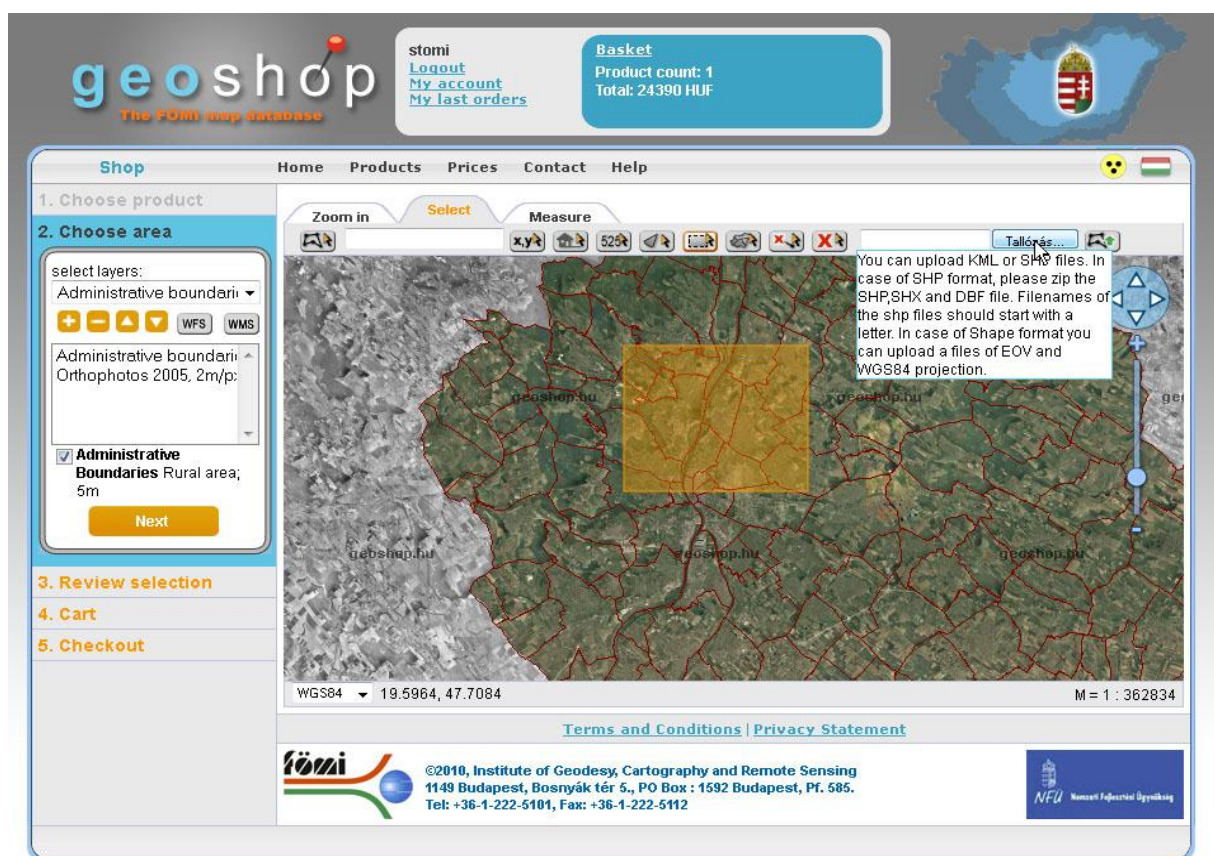 geoshop
The FÖMI map database
stomi
Logout
My account
My last orders
Basket
Product count: 1
Total: 24390 HUF
Shop
Home Products Prices Contact Help
1. Choose product
2. Choose area
select layers:
Administrative boundari
WFS WMS
Administrative boundari
Orthophotos 2005, 2m/p
Administrative
Boundaries Rural area;
5m
Next
3. Review selection
4. Cart
5. Checkout
Zoom in Select Measure
x,y 525 Tallózás...
You can upload KML or SHP files. In
case of SHP format, please zip the
SHP,SHX and DBF file. Filenames of
the shp files should start with a
letter. In case of Shape format you
can upload a files of EOV and
WGS84 projection.
geoshop.hu geoshop.hu ge
geoshop.hu geoshop.hu geoshop.hu
WGS84 19.5964, 47.7084 M = 1 : 362834
Terms and Conditions | Privacy Statement
fömi
©2010, Institute of Geodesy, Cartography and Remote Sensing
1149 Budapest, Bosnyák tér 5., PO Box : 1592 Budapest, Pf. 585.
Tel: +36-1-222-5101, Fax: +36-1-222-5112
NFÜ Nemzeti Fejlesztési Ügynökség